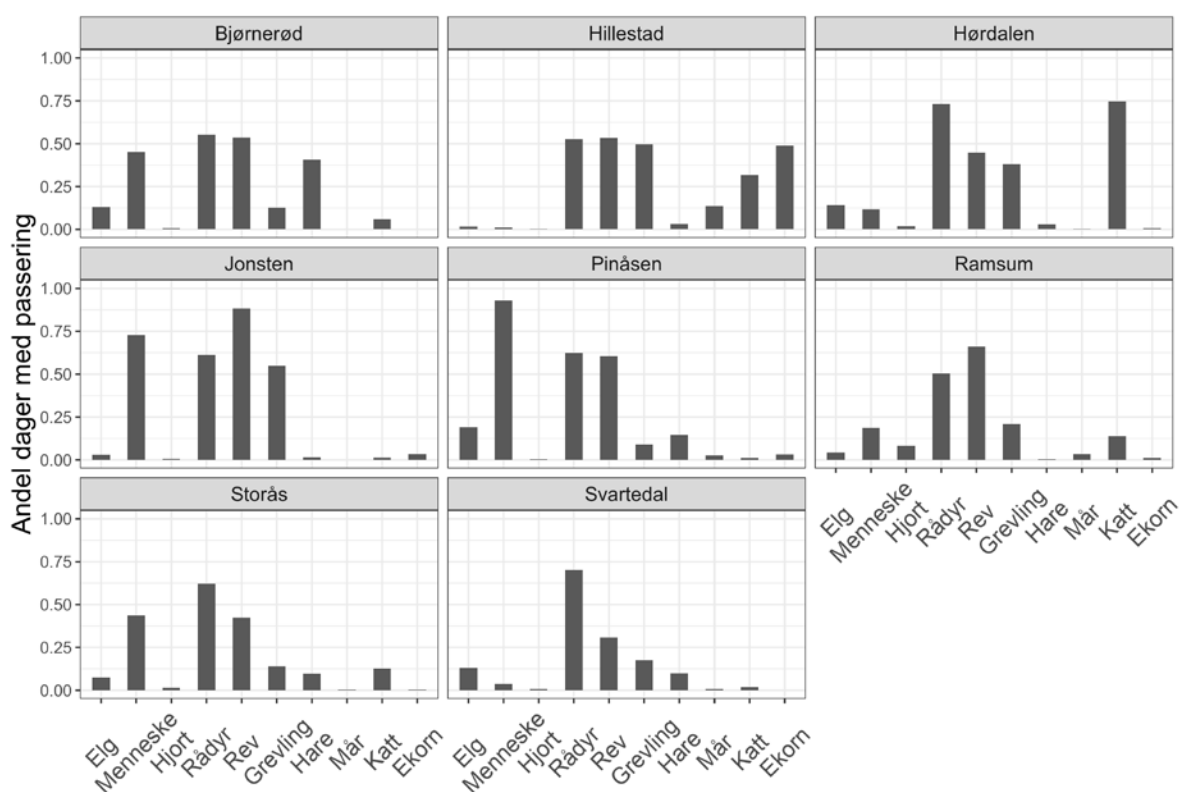 Andel dager med passering
Bjørnerød
Hillestad
Hørdalen
1.00
0.75
0.50
0.25
0.00
Jonsten
Pinåsen
Ramsum
1.00
0.75
0.50
0.25
0.00
Elg
Menneske
Hjort
Rådyr
Rev
Grevling
Hare
Mår
Katt
Ekorn
Storås
Svartedal
1.00
0.75
0.50
0.25
0.00
Elg
Menneske
Hjort
Rådyr
Rev
Grevling
Hare
Mår
Katt
Ekorn
Elg
Menneske
Hjort
Rådyr
Rev
Grevling
Hare
Mår
Katt
Ekorn